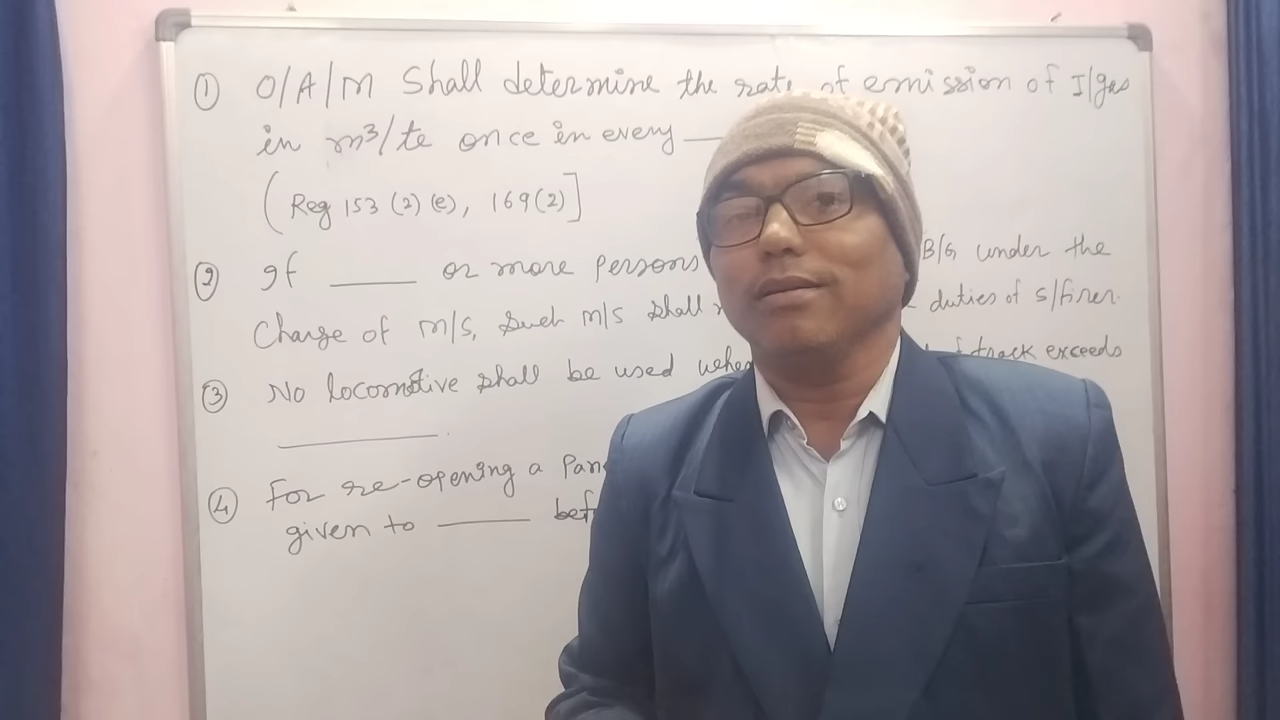 ① O/A/M Shall determine the rate of emission of I/gas
in m³/te once in every ___
(Reg 153 (2)(e), 169(2)]
② If ___ or more persons B/G under the
Charge of M/S, Such M/S Shall duties of s/firer.
③ No locomotive shall be used when track exceeds
___.
④ For re-opening a
given to ___